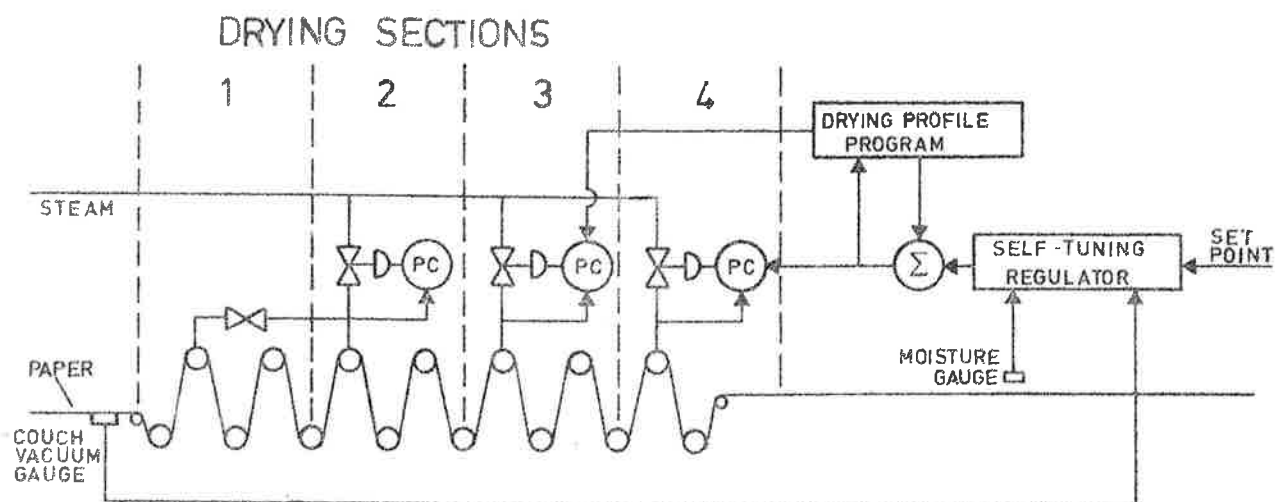 DRYING SECTIONS
1 2 3 4
DRYING PROFILE
PROGRAM
STEAM
PC
PC
PC
Σ
SELF-TUNING
REGULATOR
SET
POINT
MOISTURE
GAUGE
PAPER
COUCH
VACUUM
GAUGE